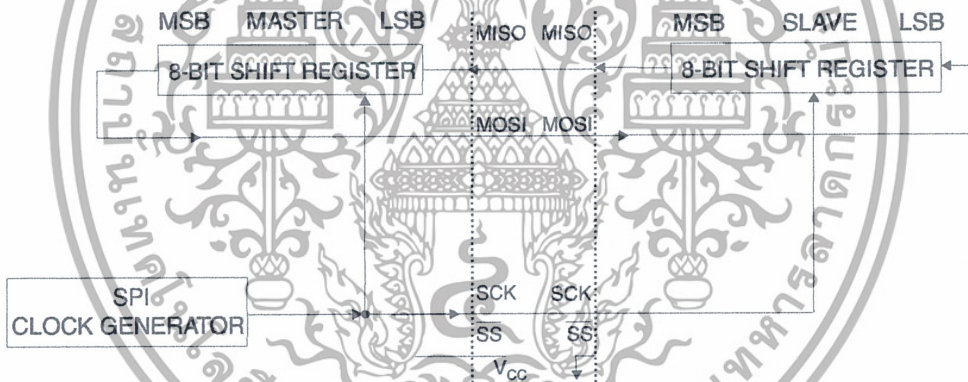 MSB MASTER LSB MISO MISO MSB SLAVE LSB
8-BIT SHIFT REGISTER 8-BIT SHIFT REGISTER
MOSI MOSI
SPI
CLOCK GENERATOR
SCK SCK
SS SS
VCC